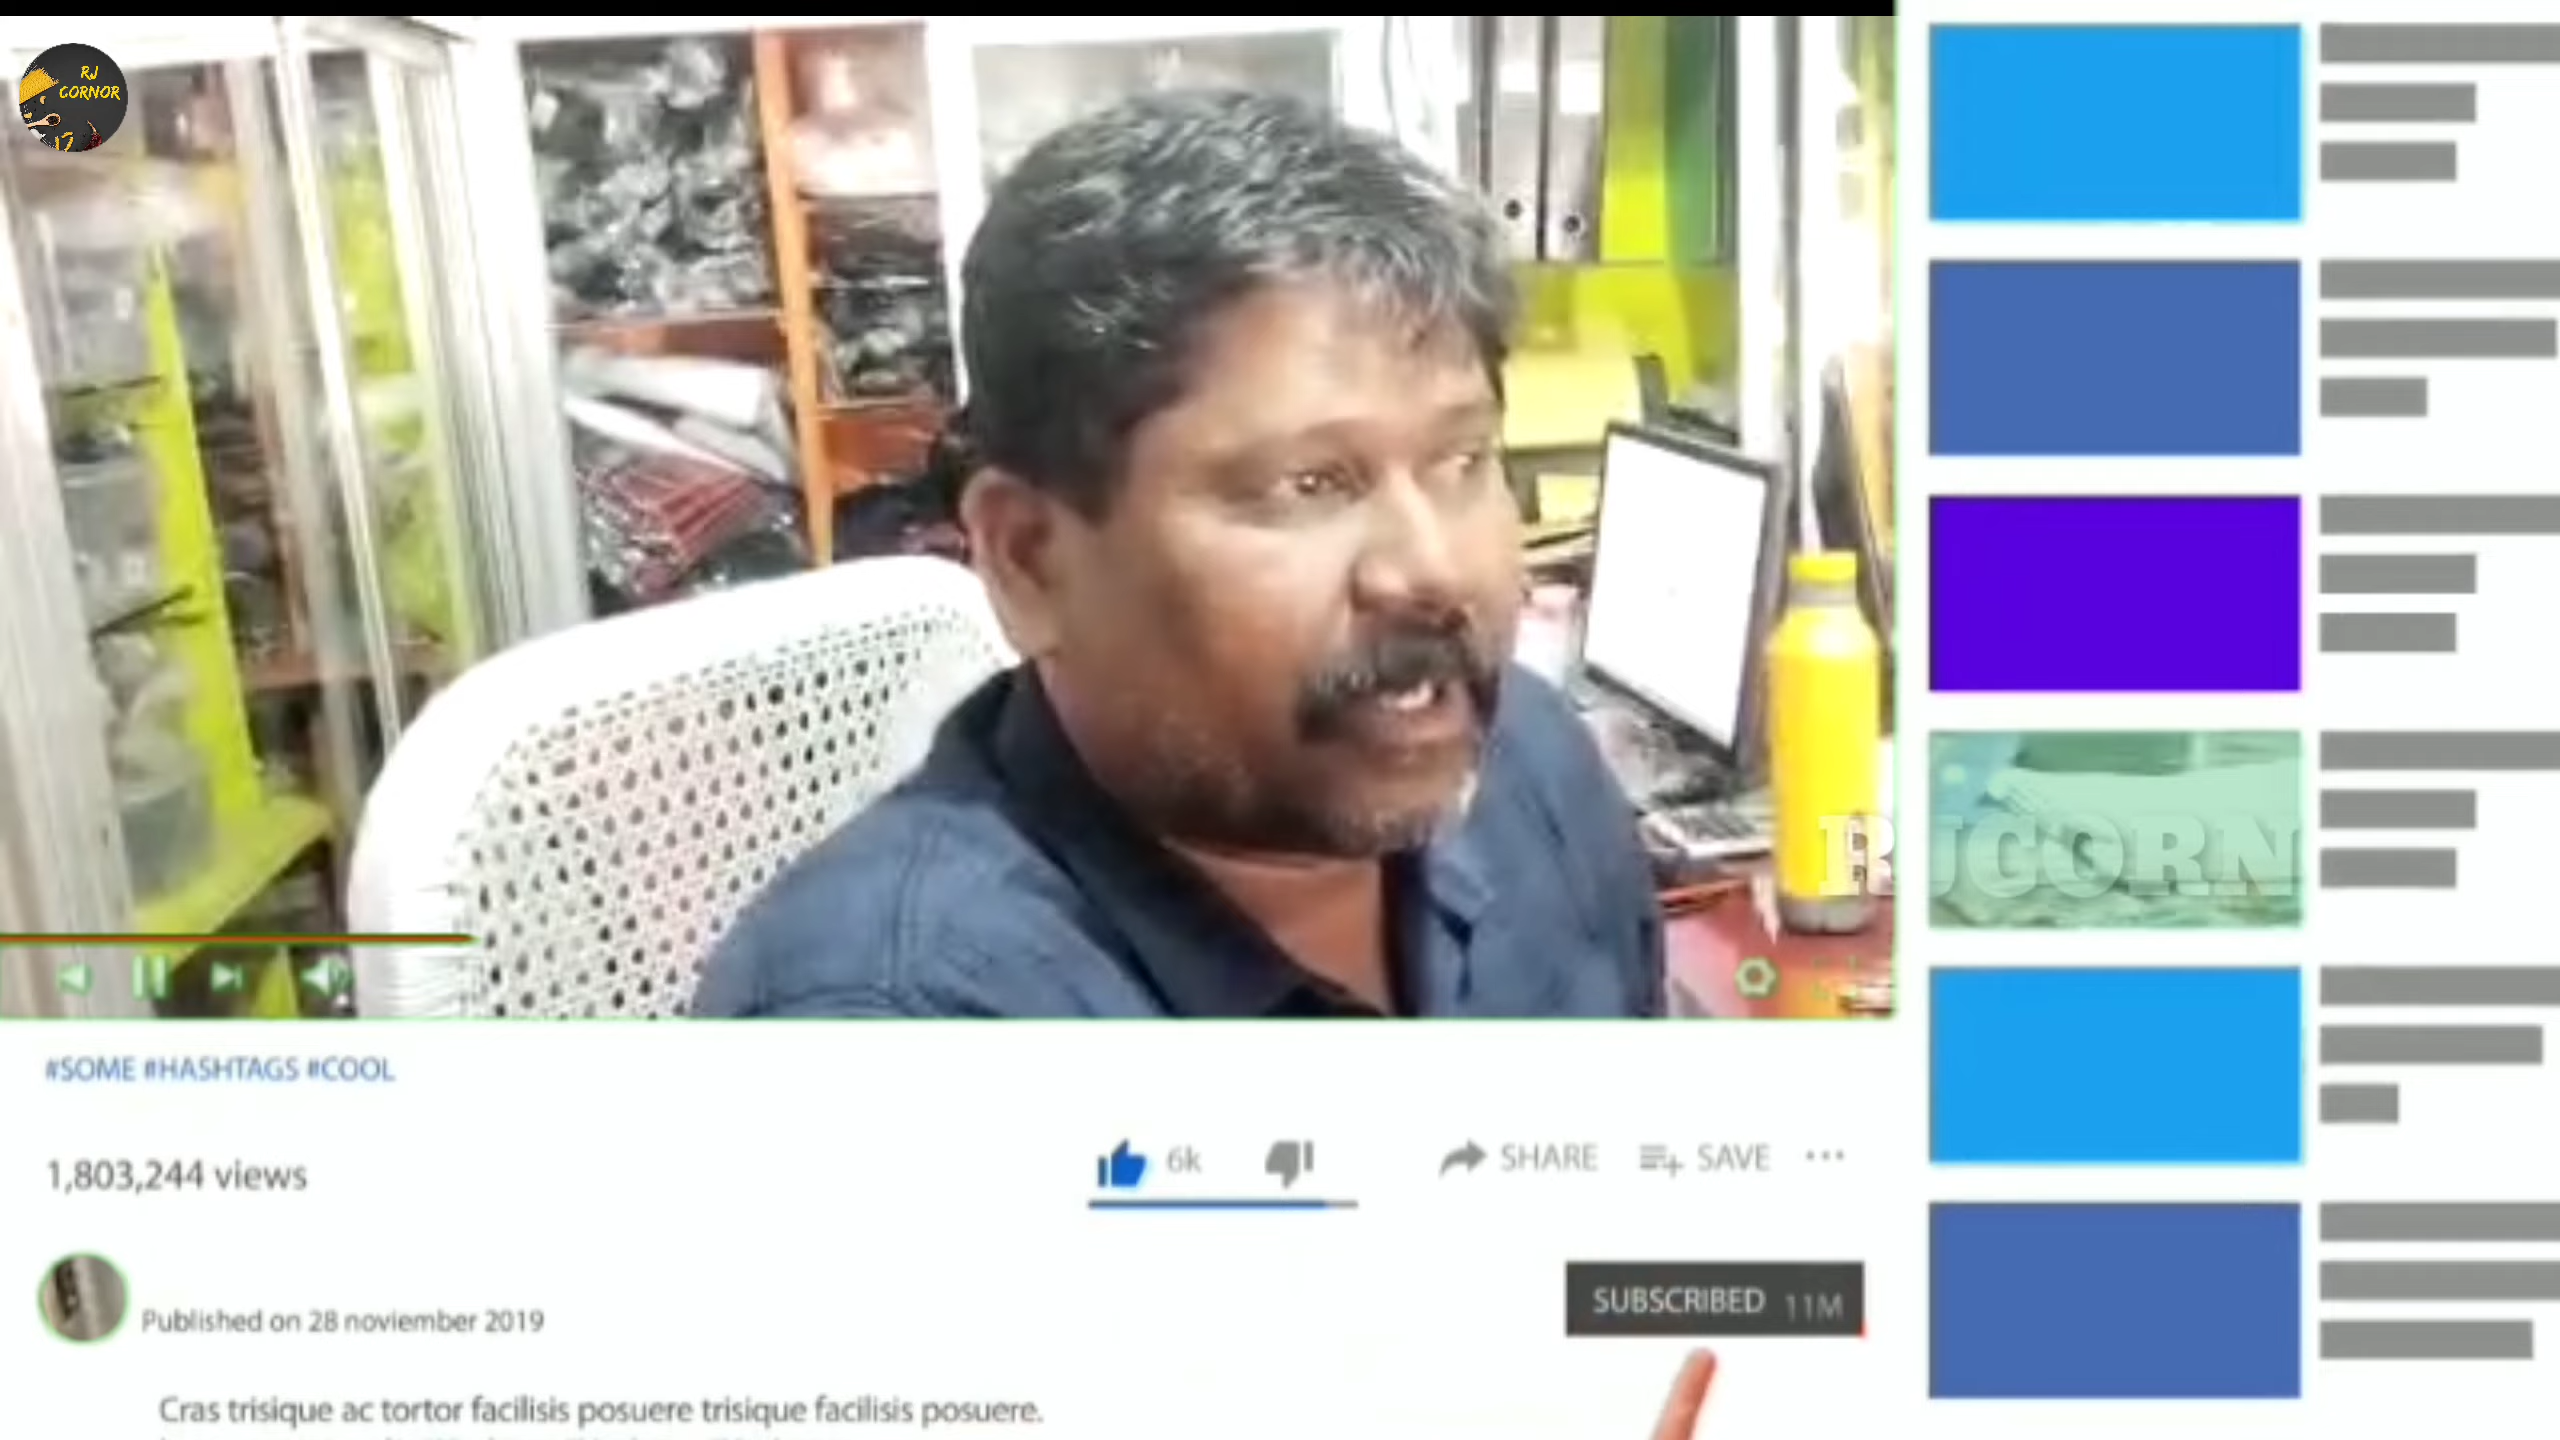 RJ
CORNOR
RJCORN
#SOME #HASHTAGS #COOL
1,803,244 views
6k
SHARE
SAVE
SUBSCRIBED 11M
Published on 28 noviember 2019
Cras trisique ac tortor facilisis posuere trisique facilisis posuere.